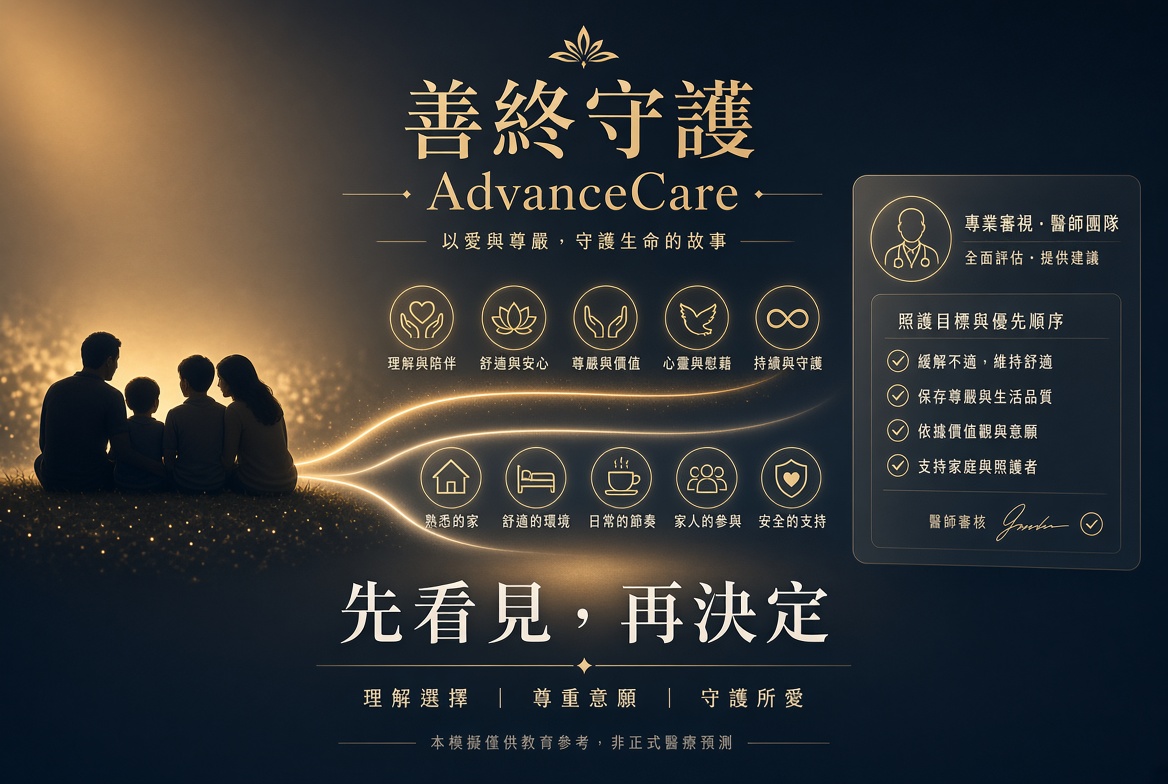 善終守護
AdvanceCare
以愛與尊嚴，守護生命的故事
理解與陪伴
舒適與安心
尊嚴與價值
心靈與慰藉
持續與守護
熟悉的家
舒適的環境
日常的節奏
家人的參與
安全的支持
專業審視・醫師團隊
全面評估・提供建議
照護目標與優先順序
緩解不適，維持舒適
保存尊嚴與生活品質
依據價值觀與意願
支持家庭與照護者
醫師審核
先看見，再決定
理解選擇｜尊重意願｜守護所愛
本模擬僅供教育參考，非正式醫療預測